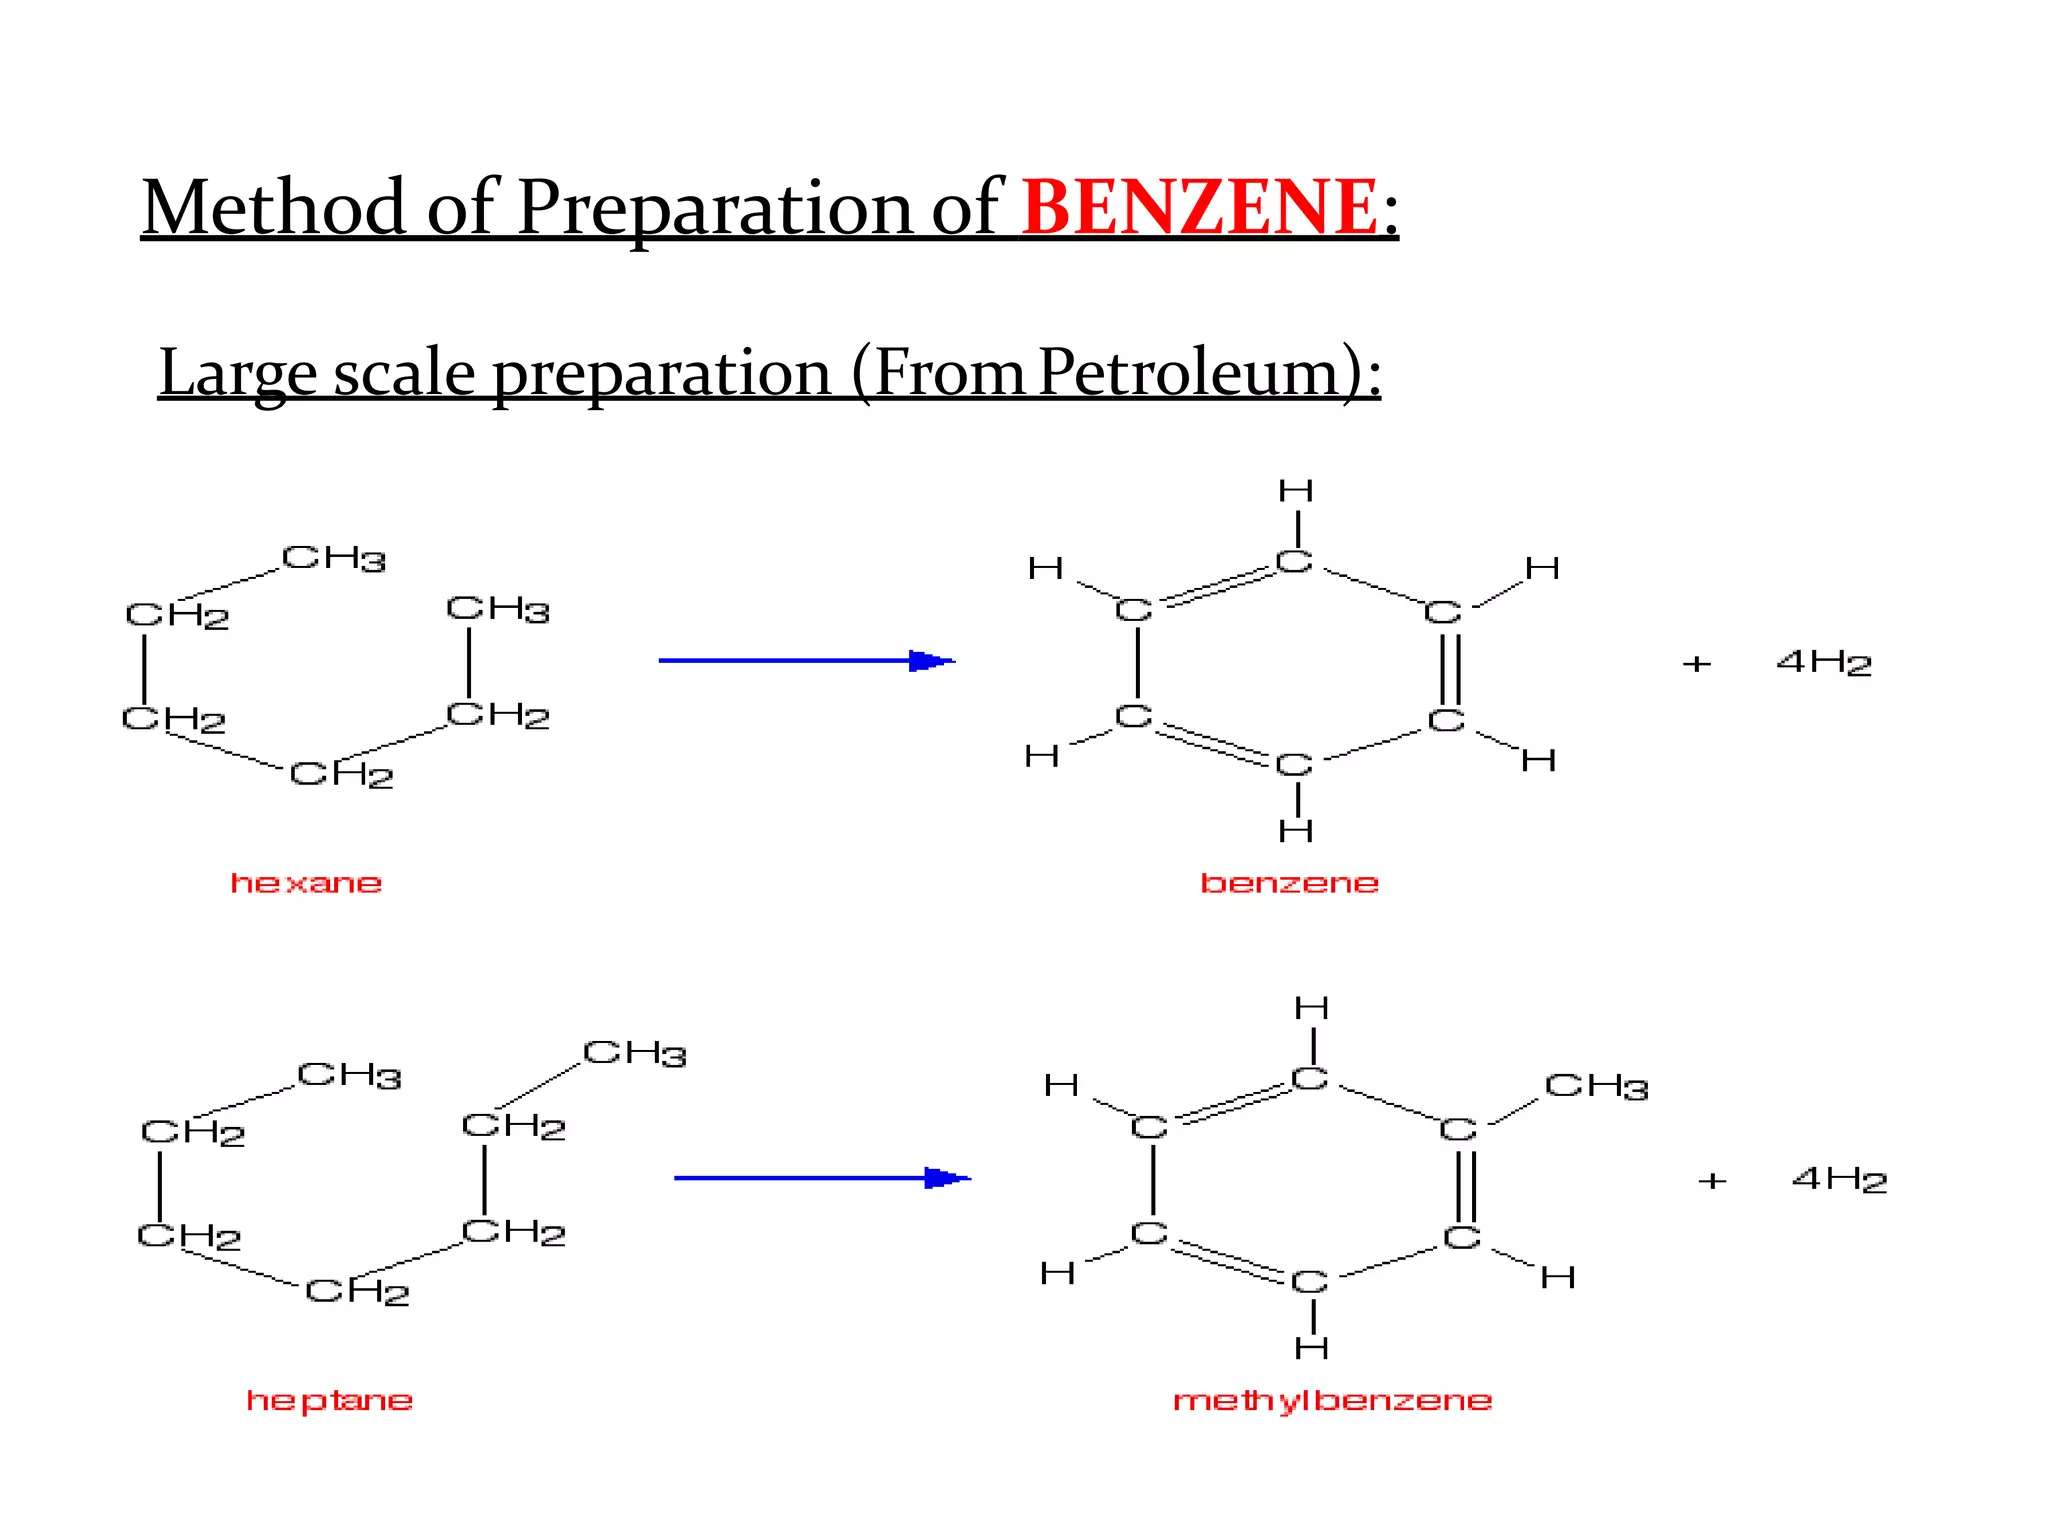 Method of Preparation of BENZENE:
Large scale preparation (From Petroleum):
H
CH3 H C H
CH2 CH3 C C
+ 4H2
CH2 CH2 C C
CH2 H C H
H
hexane benzene
H
CH3 CH3 H C CH3
CH2 CH2 C C
+ 4H2
CH2 CH2 C C
CH2 H C H
H
heptane methylbenzene